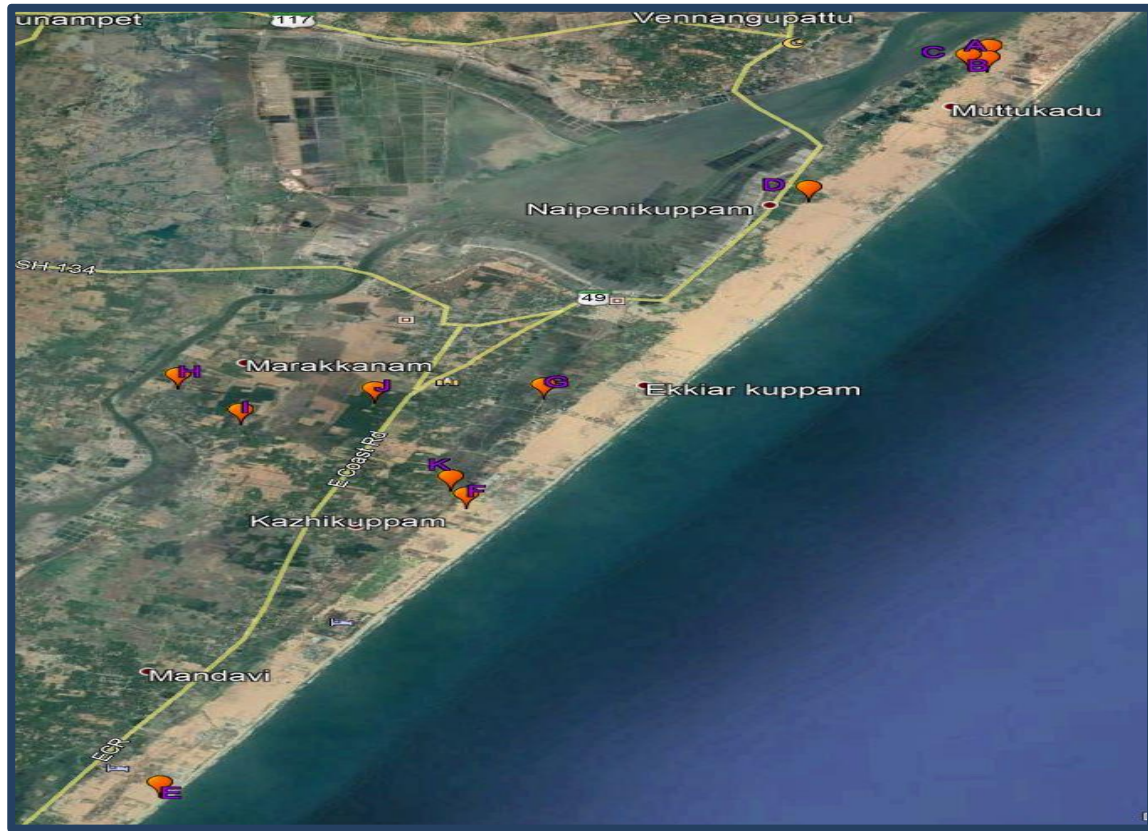 unampet
117
Vennangupattu
C
A
B
Muttukadu
D
Naipenikuppam
SH 134
49
Marakkanam
H
I
J
G
Ekkiar kuppam
E Coast Rd
K
F
Kazhikuppam
Mandavi
ECR
E